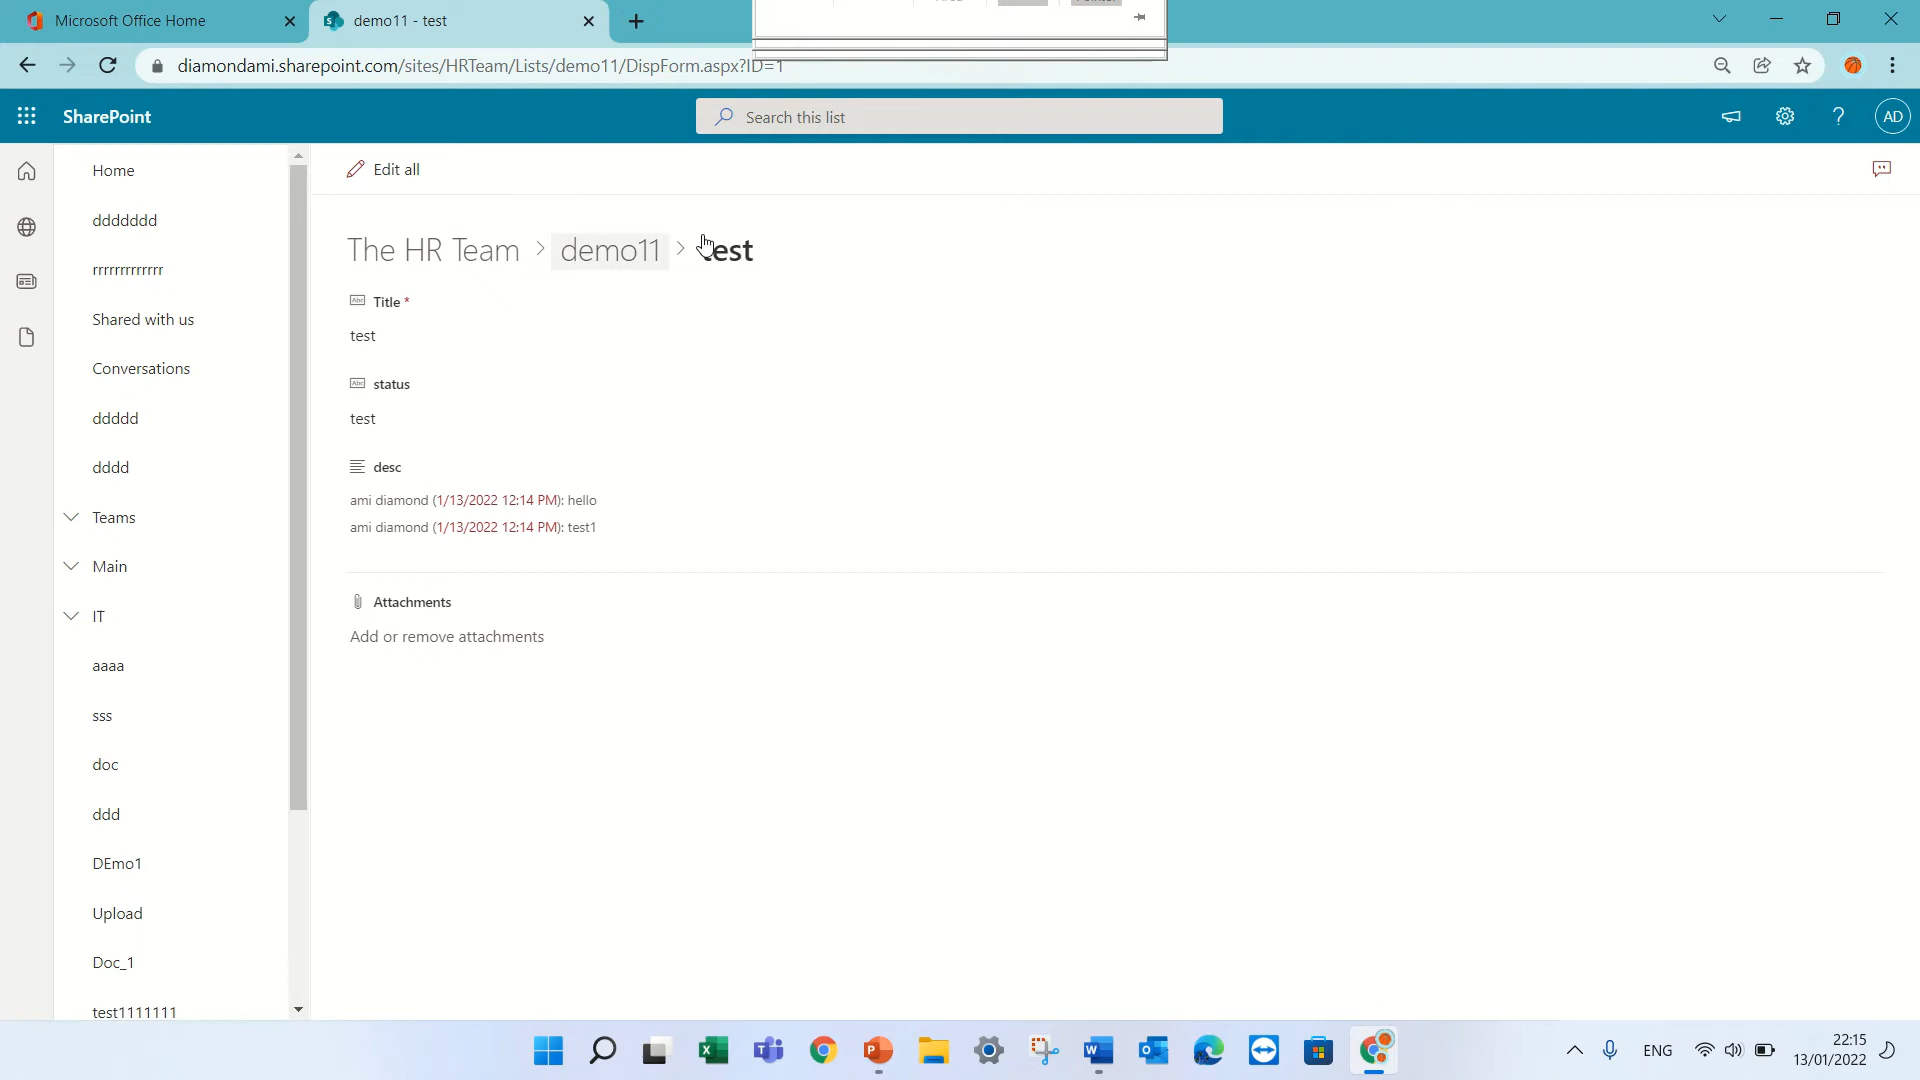 Microsoft Office Home
demo11 - test
diamondami.sharepoint.com/sites/HRTeam/Lists/demo11/DispForm.aspx?ID=1
SharePoint
Search this list
AD
Home
ddddddd
rrrrrrrrrrrrr
Shared with us
Conversations
ddddd
dddd
Teams
Main
IT
aaaa
sss
doc
ddd
DEmo1
Upload
Doc_1
test1111111
Edit all
The HR Team > demo11 > test
Title *
test
status
test
desc
ami diamond (1/13/2022 12:14 PM): hello
ami diamond (1/13/2022 12:14 PM): test1
Attachments
Add or remove attachments
ENG
22:15
13/01/2022